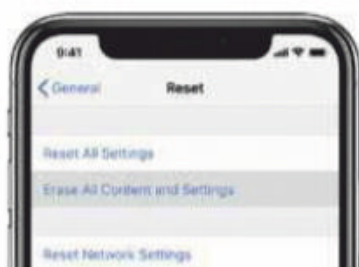 9:41
General
Reset
Reset All Settings
Erase All Content and Settings
Reset Network Settings